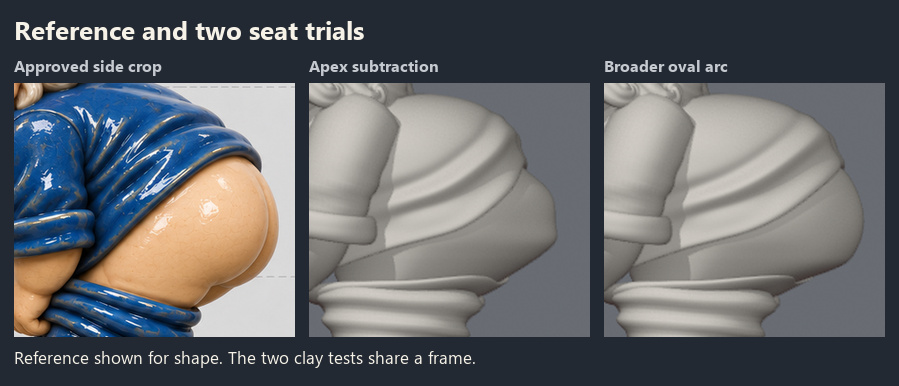 Reference and two seat trials
Approved side crop
Apex subtraction
Broader oval arc
Reference shown for shape. The two clay tests share a frame.